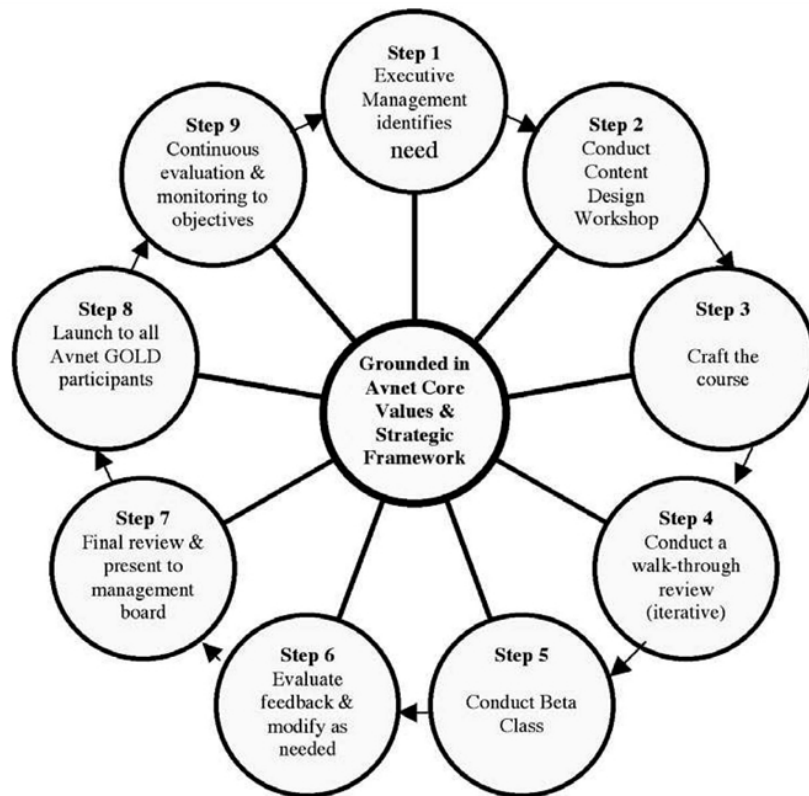 Step 1
Executive
Management
identifies
need
Step 2
Conduct
Content
Design
Workshop
Step 3
Craft the
course
Step 4
Conduct a
walk-through
review
(iterative)
Step 5
Conduct Beta
Class
Step 6
Evaluate
feedback &
modify as
needed
Step 7
Final review &
present to
management
board
Step 8
Launch to all
Avnet GOLD
participants
Step 9
Continuous
evaluation &
monitoring to
objectives
Grounded in
Avnet Core
Values &
Strategic
Framework